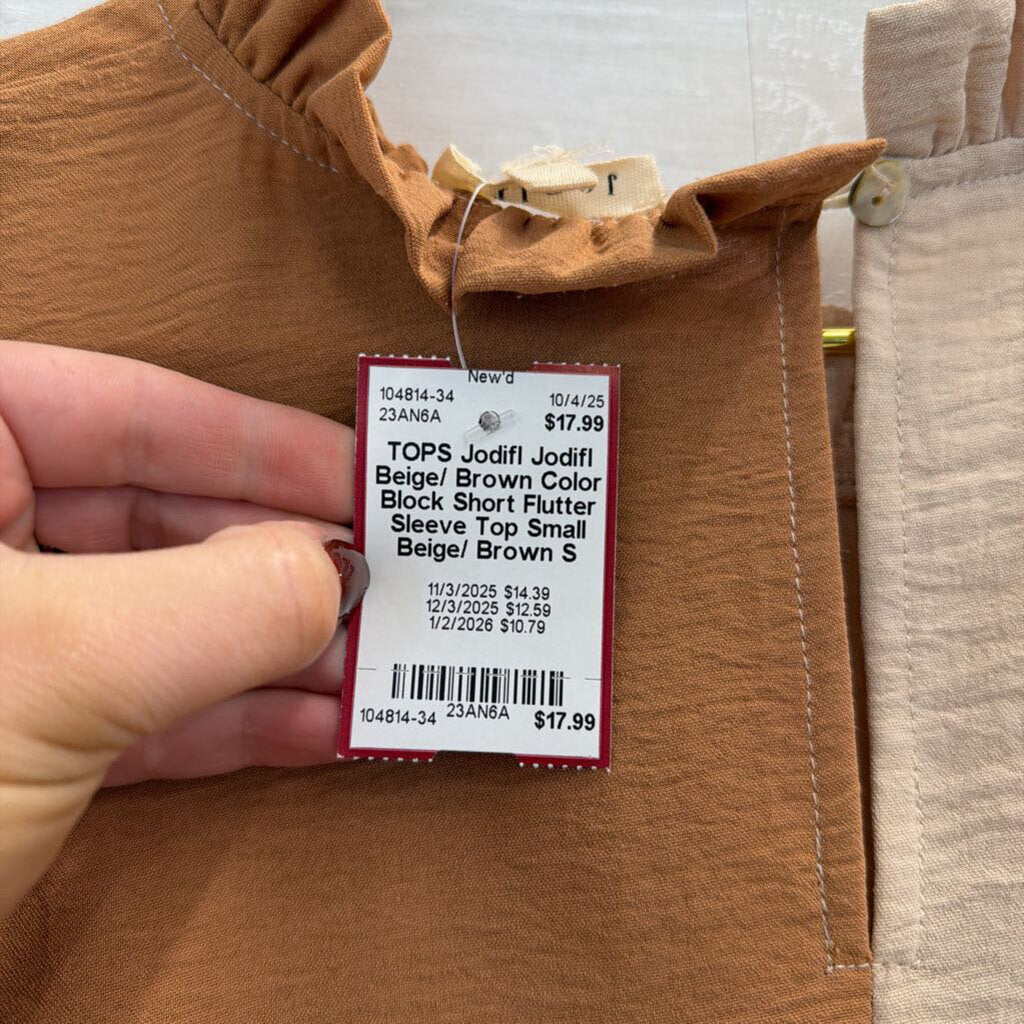 New'd
104814-34 10/4/25
23AN6A $17.99
TOPS Jodifl Jodifl
Beige/ Brown Color
Block Short Flutter
Sleeve Top Small
Beige/ Brown S
11/3/2025 $14.39
12/3/2025 $12.59
1/2/2026 $10.79
104814-34 23AN6A $17.99